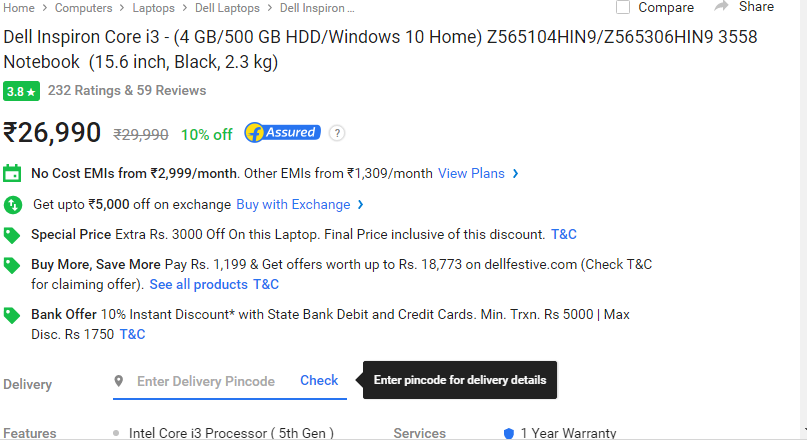 Home > Computers > Laptops > Dell Laptops > Dell Inspiron ... Compare Share
Dell Inspiron Core i3 - (4 GB/500 GB HDD/Windows 10 Home) Z565104HIN9/Z565306HIN9 3558
Notebook (15.6 inch, Black, 2.3 kg)
3.8 ★ 232 Ratings & 59 Reviews
₹26,990 ₹29,990 10% off f Assured ?
No Cost EMIs from ₹2,999/month. Other EMIs from ₹1,309/month View Plans >
Get upto ₹5,000 off on exchange Buy with Exchange >
Special Price Extra Rs. 3000 Off On this Laptop. Final Price inclusive of this discount. T&C
Buy More, Save More Pay Rs. 1,199 & Get offers worth up to Rs. 18,773 on dellfestive.com (Check T&C
for claiming offer). See all products T&C
Bank Offer 10% Instant Discount* with State Bank Debit and Credit Cards. Min. Trxn. Rs 5000 | Max
Disc. Rs 1750 T&C
Delivery Enter Delivery Pincode Check Enter pincode for delivery details
Features • Intel Core i3 Processor ( 5th Gen ) Services 1 Year Warranty